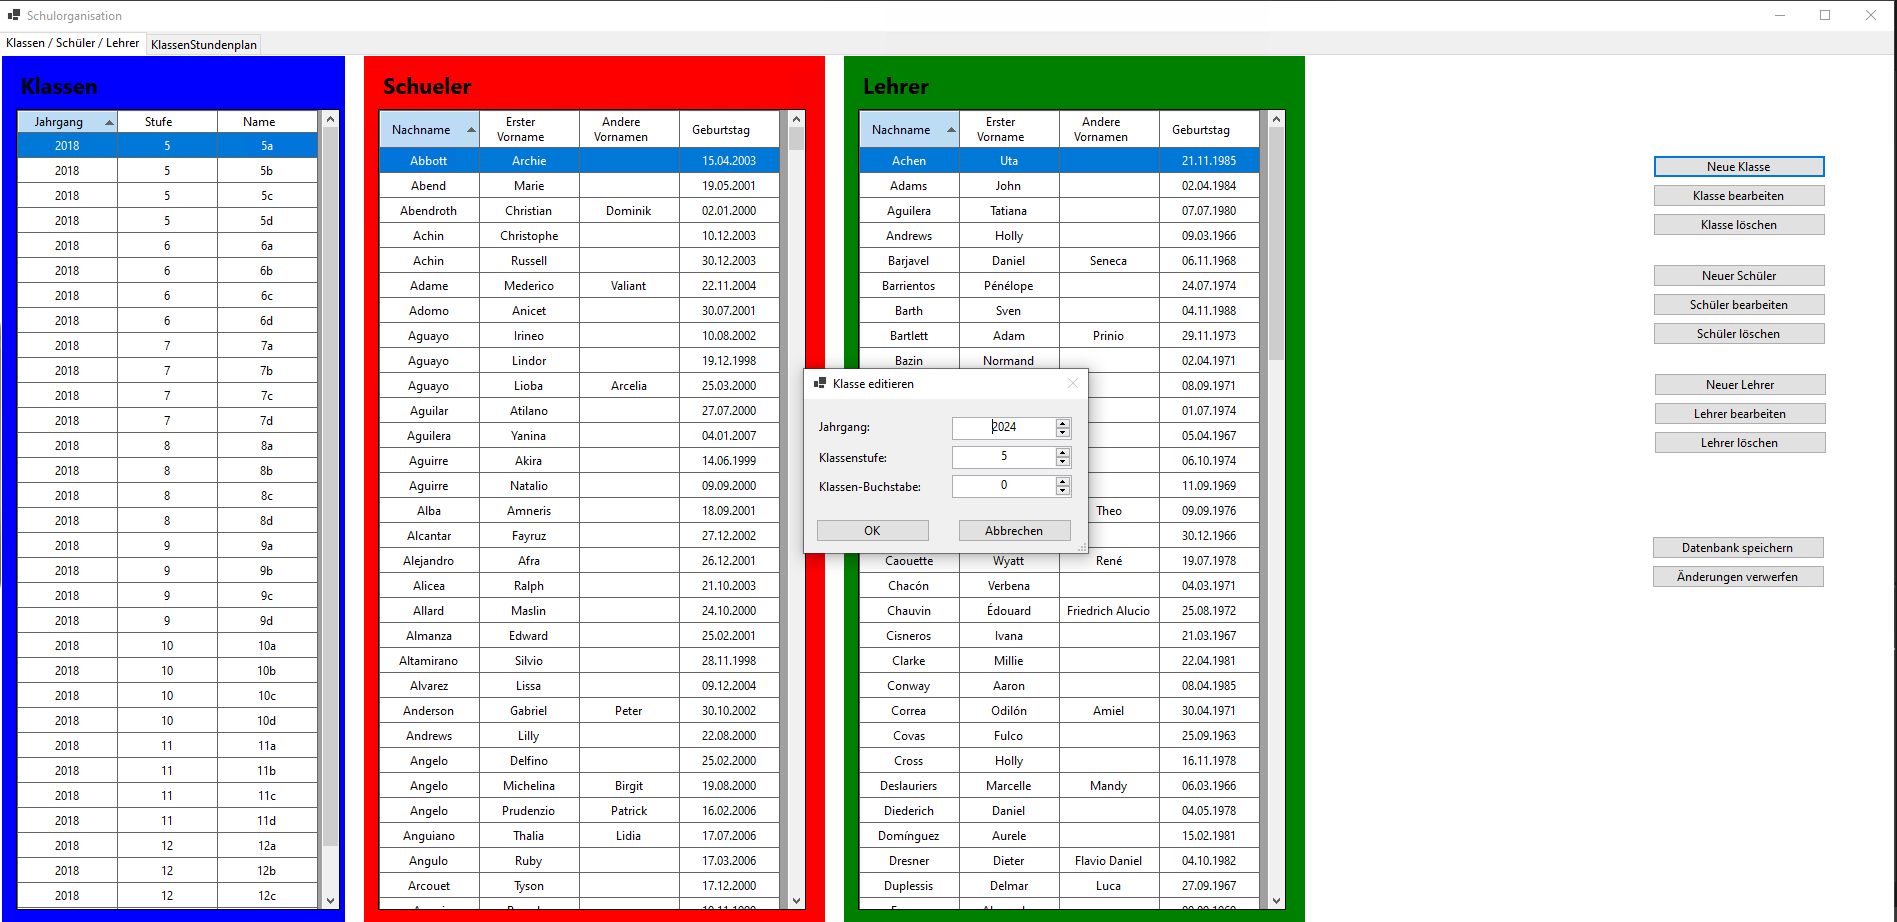 Schulorganisation
Klassen / Schüler / Lehrer KlassenStundenplan
Klassen
Jahrgang Stufe Name
2018 5 5a
2018 5 5b
2018 5 5c
2018 5 5d
2018 6 6a
2018 6 6b
2018 6 6c
2018 6 6d
2018 7 7a
2018 7 7b
2018 7 7c
2018 7 7d
2018 8 8a
2018 8 8b
2018 8 8c
2018 8 8d
2018 9 9a
2018 9 9b
2018 9 9c
2018 9 9d
2018 10 10a
2018 10 10b
2018 10 10c
2018 10 10d
2018 11 11a
2018 11 11b
2018 11 11c
2018 11 11d
2018 12 12a
2018 12 12b
2018 12 12c
Schueler
Nachname Erster Vorname Andere Vornamen Geburtstag
Abbott Archie 15.04.2003
Abend Marie 19.05.2001
Abendroth Christian Dominik 02.01.2000
Achin Christophe 10.12.2003
Achin Russell 30.12.2003
Adame Mederico Valiant 22.11.2004
Adomo Anicet 30.07.2001
Aguayo Irineo 10.08.2002
Aguayo Lindor 19.12.1998
Aguayo Lioba Arcelia 25.03.2000
Aguilar Atilano 27.07.2000
Aguilera Yanina 04.01.2007
Aguirre Akira 14.06.1999
Aguirre Natalio 09.09.2000
Alba Amneris 18.09.2001
Alcantar Fayruz 27.12.2002
Alejandro Afra 26.12.2001
Alicea Ralph 21.10.2003
Allard Maslin 24.10.2000
Almanza Edward 25.02.2001
Altamirano Silvio 28.11.1998
Alvarez Lissa 09.12.2004
Anderson Gabriel Peter 30.10.2002
Andrews Lilly 22.08.2000
Angelo Delfino 25.02.2000
Angelo Michelina Birgit 19.08.2000
Angelo Prudenzio Patrick 16.02.2006
Anguiano Thalia Lidia 17.07.2006
Angulo Ruby 17.03.2006
Arcouet Tyson 17.12.2000
Lehrer
Nachname Erster Vorname Andere Vornamen Geburtstag
Achen Uta 21.11.1985
Adams John 02.04.1984
Aguilera Tatiana 07.07.1980
Andrews Holly 09.03.1966
Barjavel Daniel Seneca 06.11.1968
Barrientos Pénélope 24.07.1974
Barth Sven 04.11.1988
Bartlett Adam Prinio 29.11.1973
Bazin Normand 02.04.1971
08.09.1971
01.07.1974
05.04.1967
06.10.1974
11.09.1969
Theo 09.09.1976
30.12.1966
Caouette Wyatt René 19.07.1978
Chacón Verbena 04.03.1971
Chauvin Édouard Friedrich Alucio 25.08.1972
Cisneros Ivana 21.03.1967
Clarke Millie 22.04.1981
Conway Aaron 08.04.1985
Correa Odilón Amiel 30.04.1971
Covas Fulco 25.09.1963
Cross Holly 16.11.1978
Deslauriers Marcelle Mandy 06.03.1966
Diederich Daniel 04.05.1978
Domínguez Aurele 15.02.1981
Dresner Dieter Flavio Daniel 04.10.1982
Duplessis Delmar Luca 27.09.1967
Klasse editieren
Jahrgang: 2024
Klassenstufe: 5
Klassen-Buchstabe: 0
OK Abbrechen
Neue Klasse
Klasse bearbeiten
Klasse löschen
Neuer Schüler
Schüler bearbeiten
Schüler löschen
Neuer Lehrer
Lehrer bearbeiten
Lehrer löschen
Datenbank speichern
Änderungen verwerfen